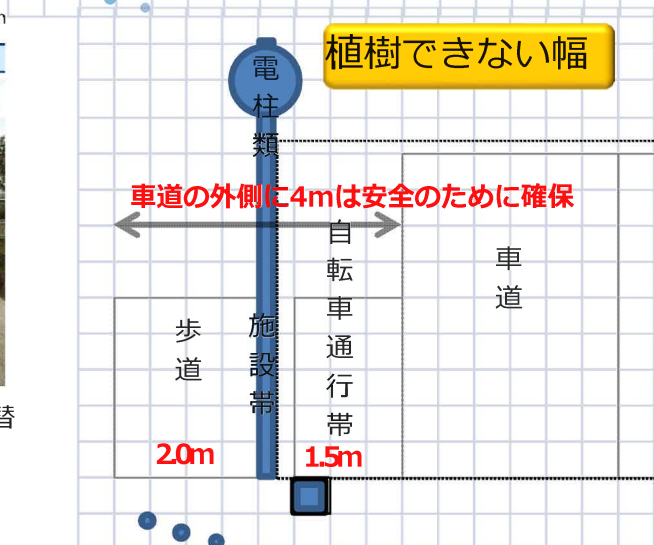 植樹できない幅
電柱類
車道の外側に4mは安全のために確保
歩道
施設帯
自転車通行帯
車道
2.0m
1.5m
替